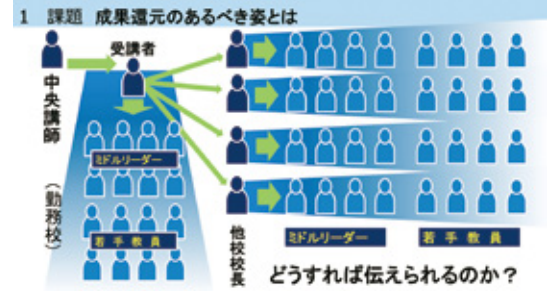 1 課題 成果還元のあるべき姿とは
受講者
中央講師
ミドルリーダー
(勤務校)
若手教員
他校校長
ミドルリーダー
若手教員
どうすれば伝えられるのか?